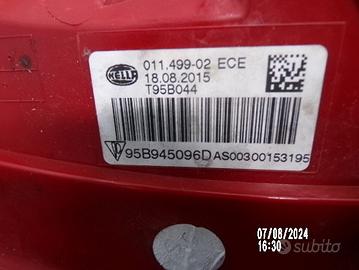 HELLA
011.499-02 ECE
18.08.2015
T95B044
95B945096D AS00300153195
07/08/2024
16:30
subito